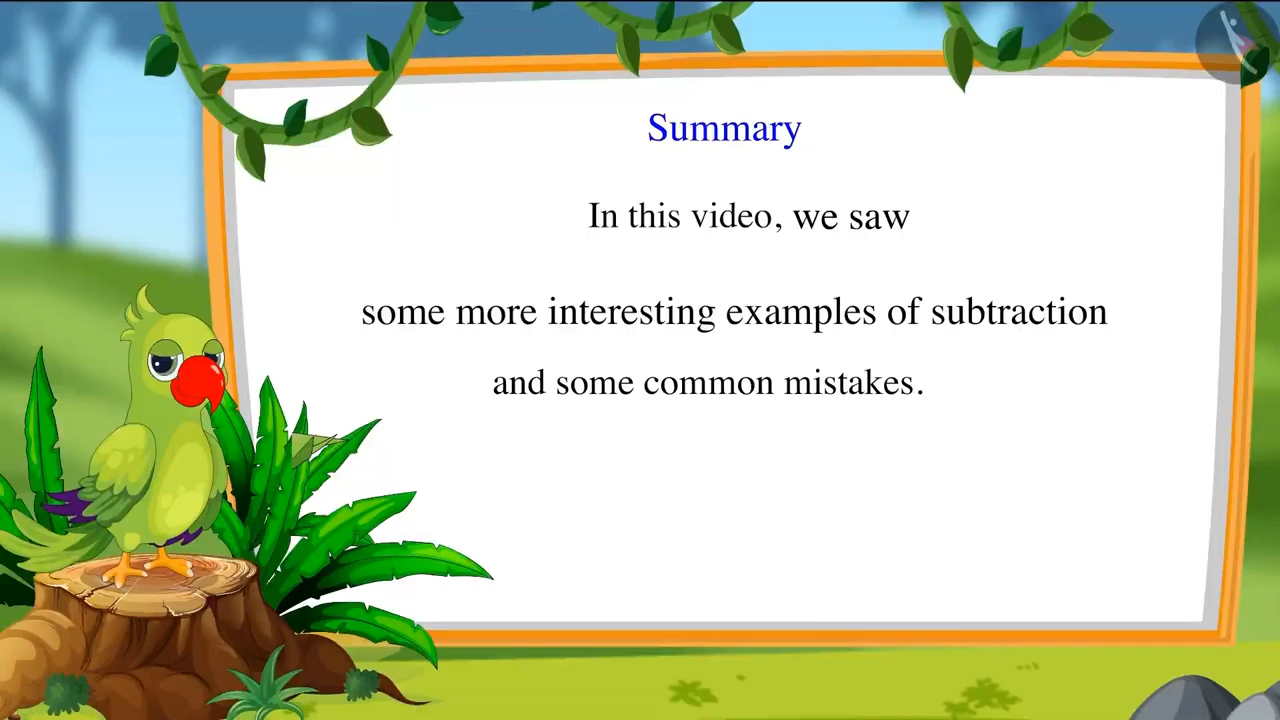 Summary
In this video, we saw
some more interesting examples of subtraction
and some common mistakes.